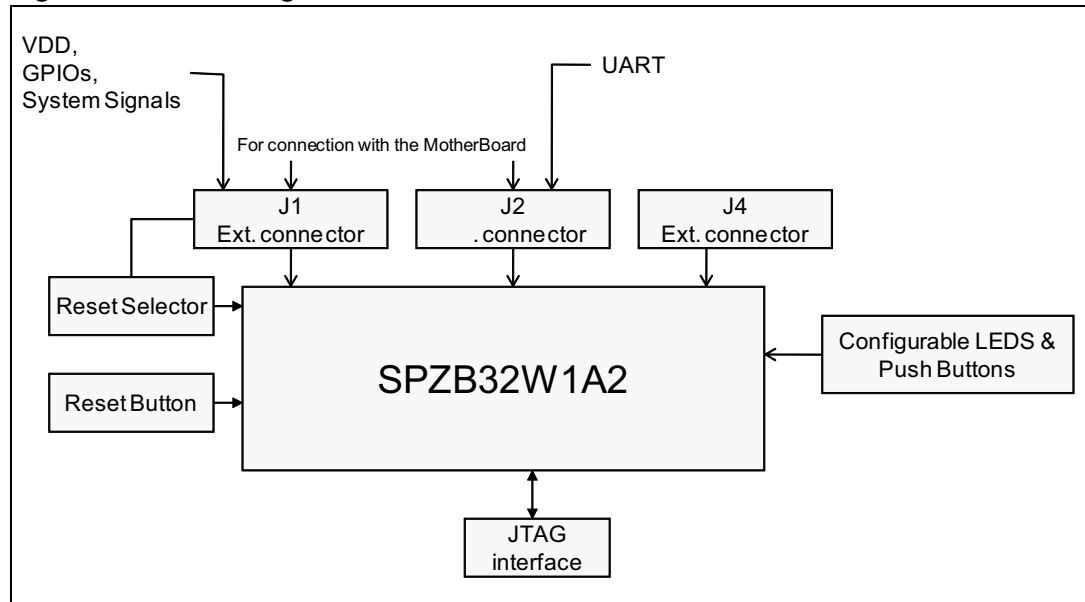 VDD,
GPIOs,
System Signals
UART
For connection with the MotherBoard
J1
Ext. connector
J2
. connector
J4
Ext. connector
Reset Selector
Configurable LEDS &
Push Buttons
SPZB32W1A2
Reset Button
JTAG
interface